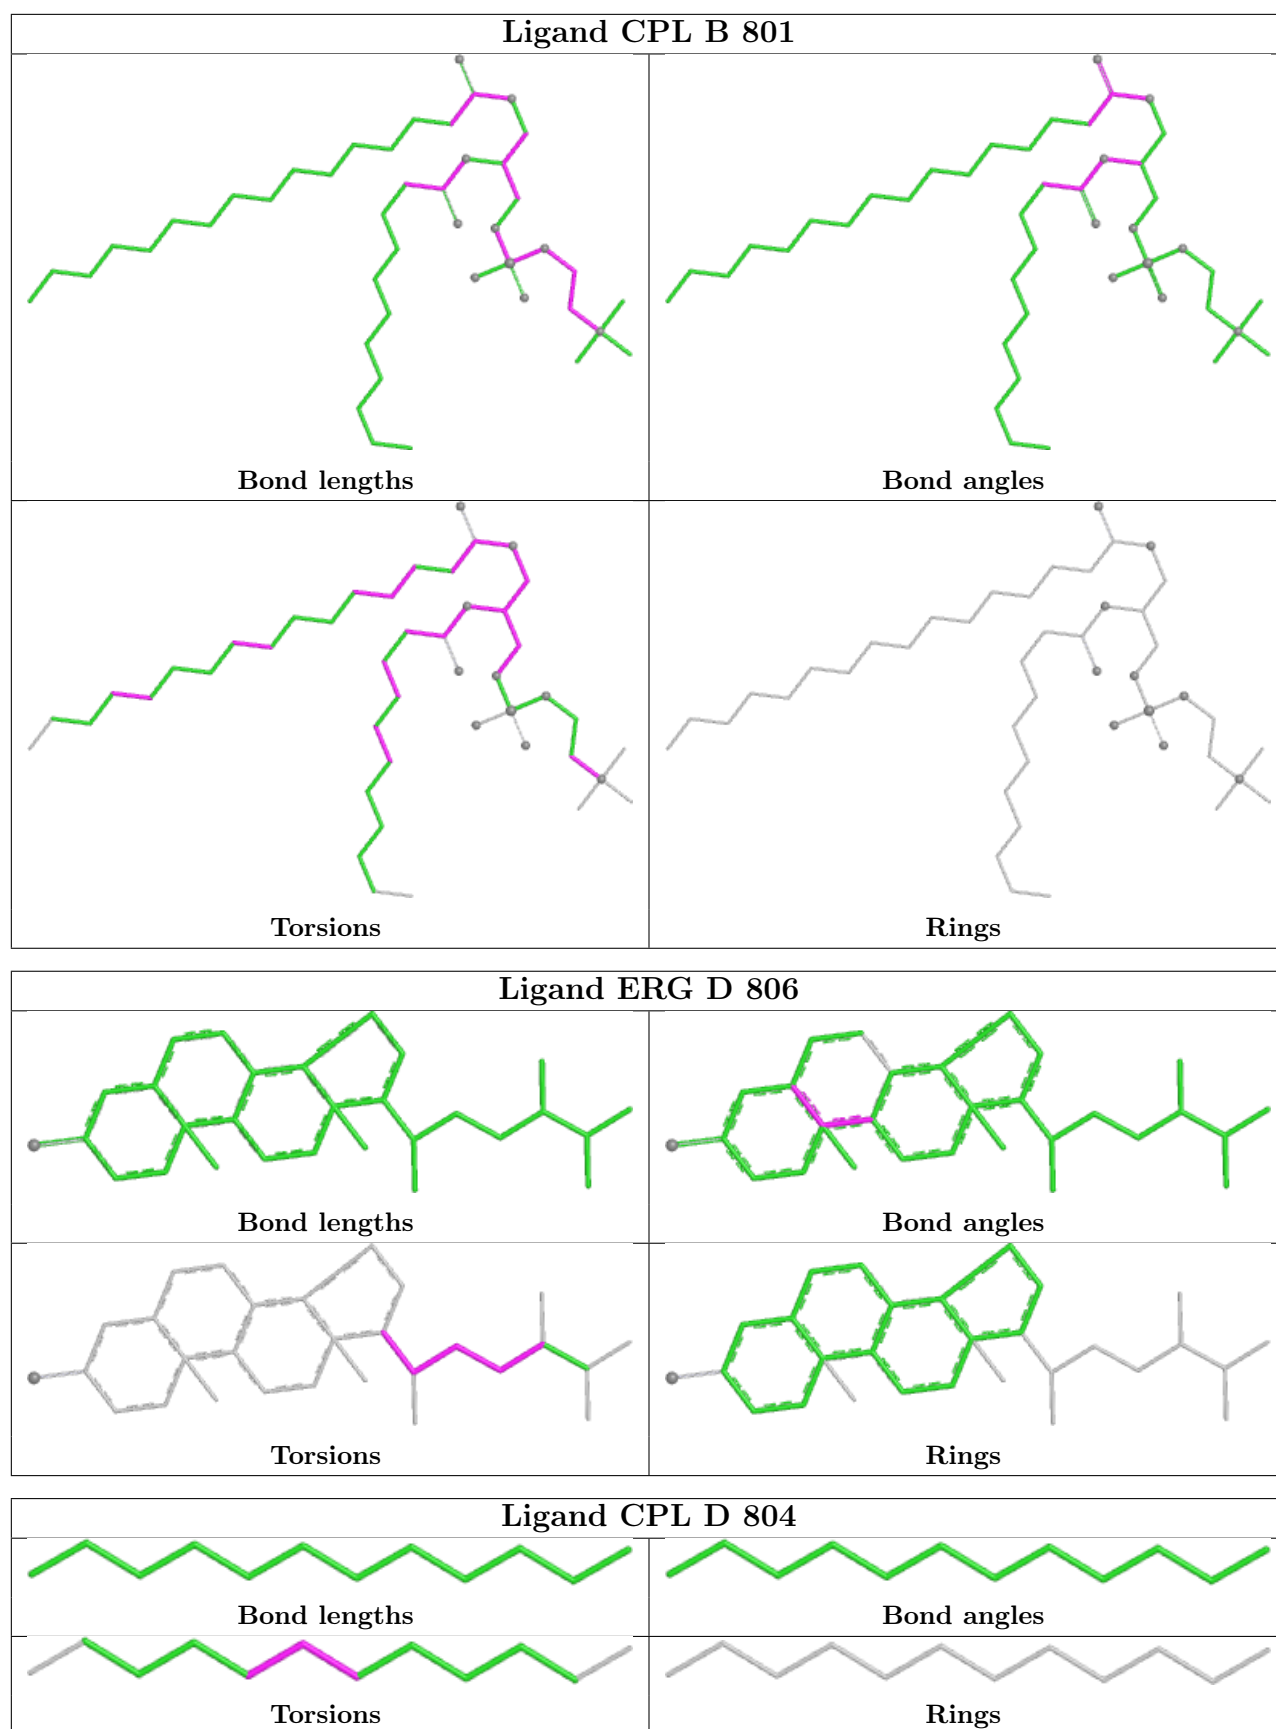 Ligand CPL B 801
Bond lengths
Bond angles
Torsions
Rings
Ligand ERG D 806
Bond lengths
Bond angles
Torsions
Rings
Ligand CPL D 804
Bond lengths
Bond angles
Torsions
Rings